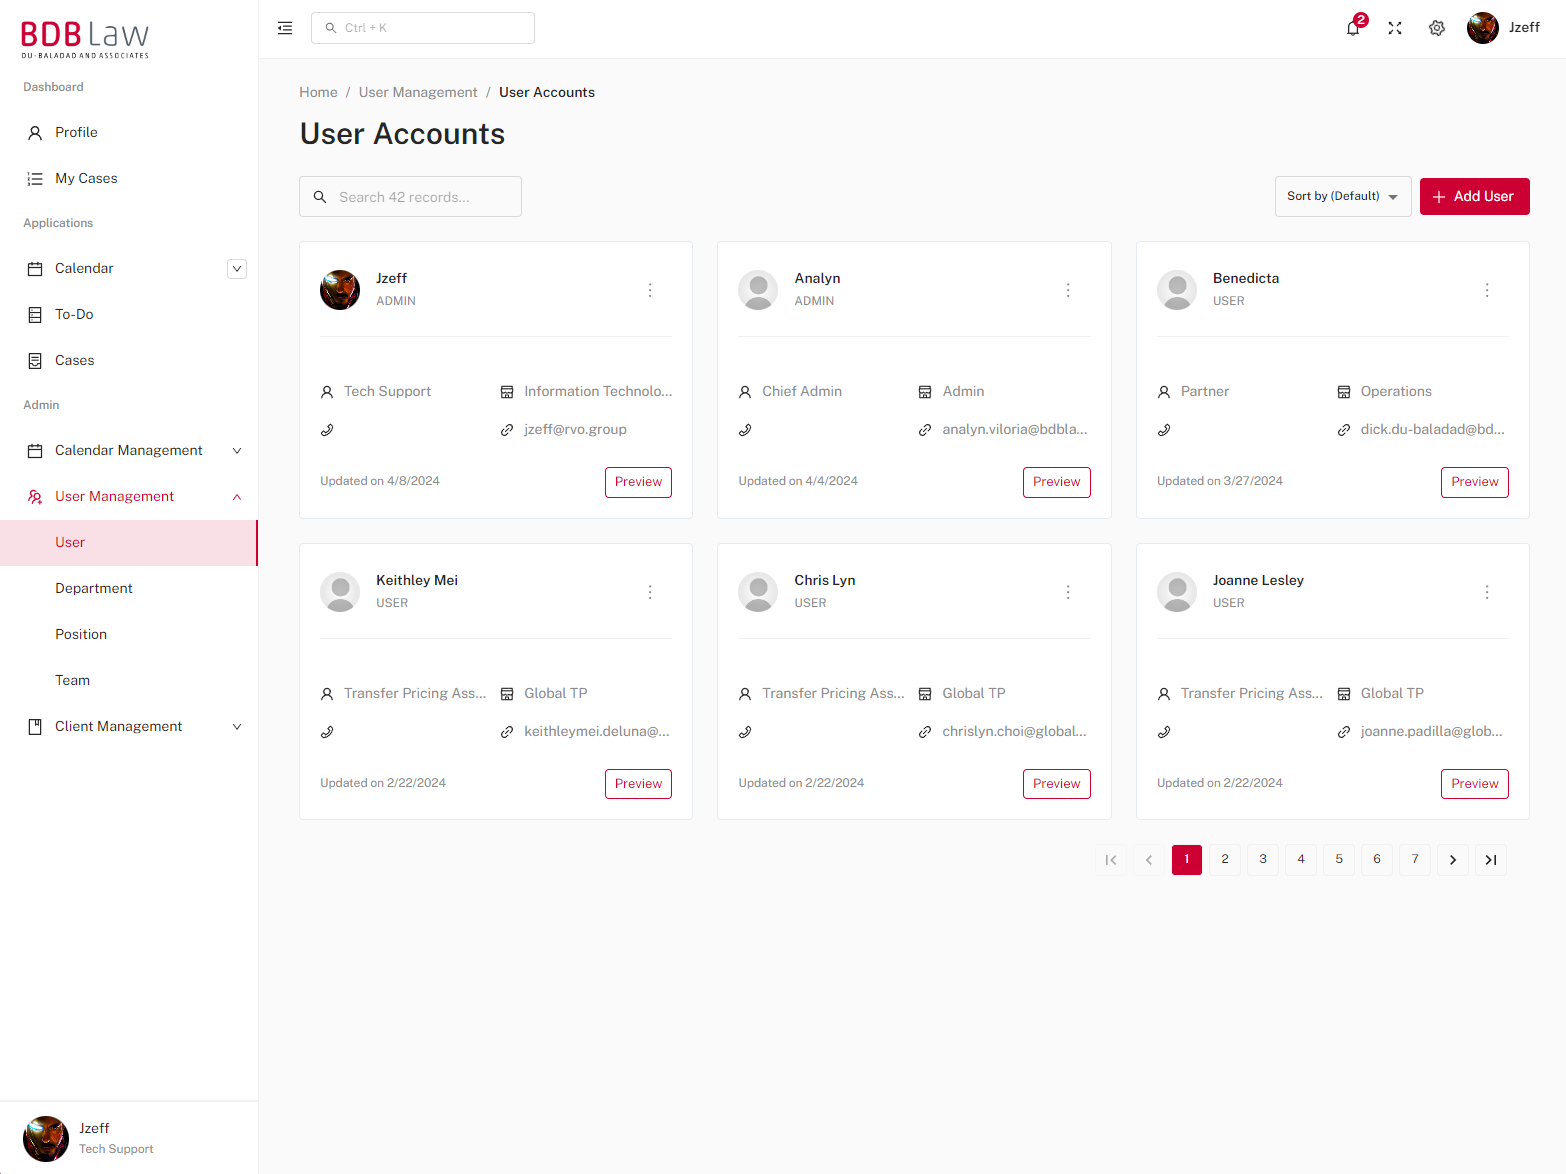 BDB Law
DU-BALADAD AND ASSOCIATES
Dashboard
Profile
My Cases
Applications
Calendar
To-Do
Cases
Admin
Calendar Management
User Management
User
Department
Position
Team
Client Management
Jzeff
Tech Support
Ctrl + K
2
Jzeff
Home / User Management / User Accounts
User Accounts
Search 42 records...
Sort by (Default)
Add User
Jzeff
ADMIN
Tech Support
Information Technolo...
jzeff@rvo.group
Updated on 4/8/2024
Preview
Analyn
ADMIN
Chief Admin
Admin
analyn.viloria@bdbla...
Updated on 4/4/2024
Preview
Benedicta
USER
Partner
Operations
dick.du-baladad@bd...
Updated on 3/27/2024
Preview
Keithley Mei
USER
Transfer Pricing Ass...
Global TP
keithleymei.deluna@...
Updated on 2/22/2024
Preview
Chris Lyn
USER
Transfer Pricing Ass...
Global TP
chrislyn.choi@global...
Updated on 2/22/2024
Preview
Joanne Lesley
USER
Transfer Pricing Ass...
Global TP
joanne.padilla@glob...
Updated on 2/22/2024
Preview
1 2 3 4 5 6 7